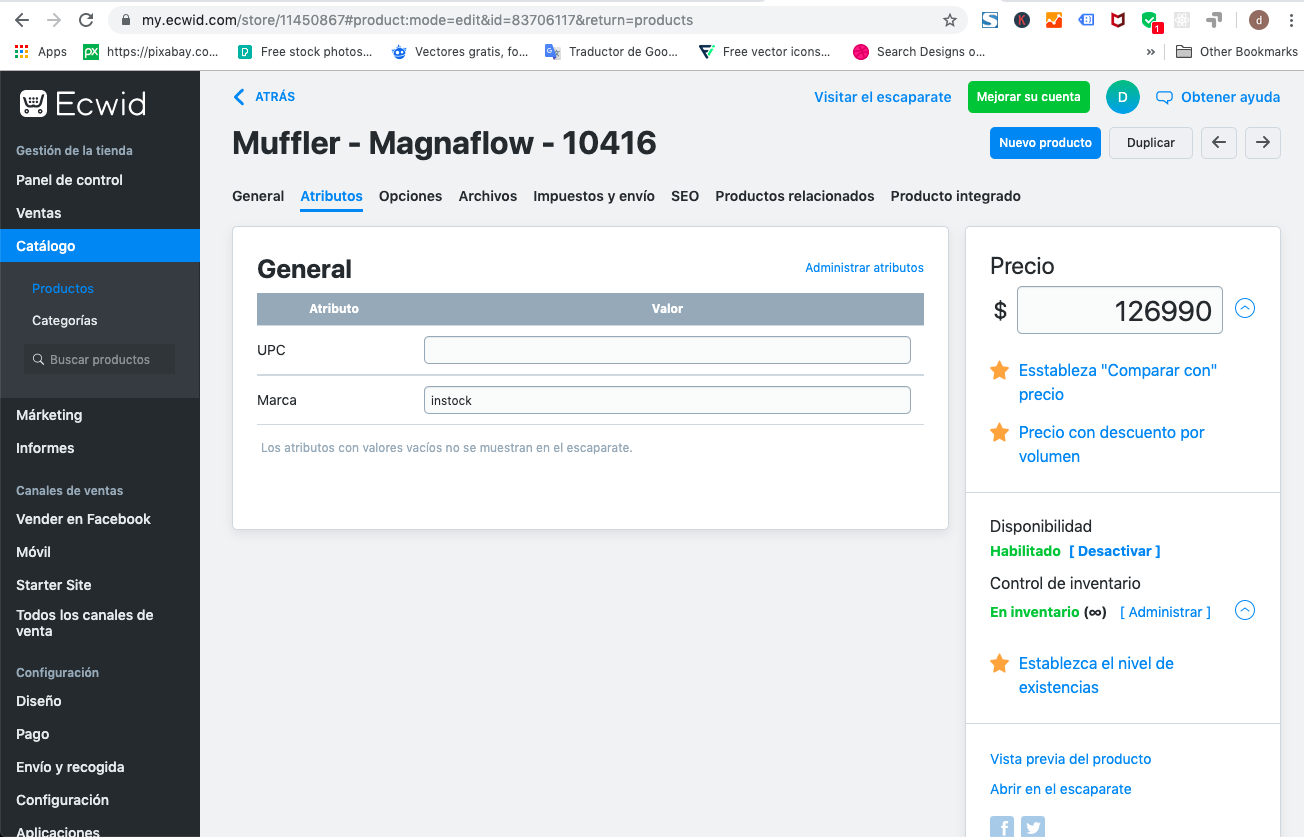 my.ecwid.com/store/11450867#product:mode=edit&id=83706117&return=products
K
1
d
Apps
px
https://pixabay.co...
Free stock photos...
Vectores gratis, fo...
Traductor de Goo...
Free vector icons...
Search Designs o...
»
Other Bookmarks
Ecwid
Gestión de la tienda
Panel de control
Ventas
Catálogo
Productos
Categorías
Buscar productos
Márketing
Informes
Canales de ventas
Vender en Facebook
Móvil
Starter Site
Todos los canales de
venta
Configuración
Diseño
Pago
Envío y recogida
Configuración
Aplicaciones
ATRÁS
Visitar el escaparate
Mejorar su cuenta
D
Obtener ayuda
Muffler - Magnaflow - 10416
Nuevo producto
Duplicar
General
Atributos
Opciones
Archivos
Impuestos y envío
SEO
Productos relacionados
Producto integrado
General
Administrar atributos
Atributo
Valor
UPC
Marca
instock
Los atributos con valores vacíos no se muestran en el escaparate.
Precio
$
126990
Esstableza "Comparar con"
precio
Precio con descuento por
volumen
Disponibilidad
Habilitado [ Desactivar ]
Control de inventario
En inventario (∞) [ Administrar ]
Establezca el nivel de
existencias
Vista previa del producto
Abrir en el escaparate